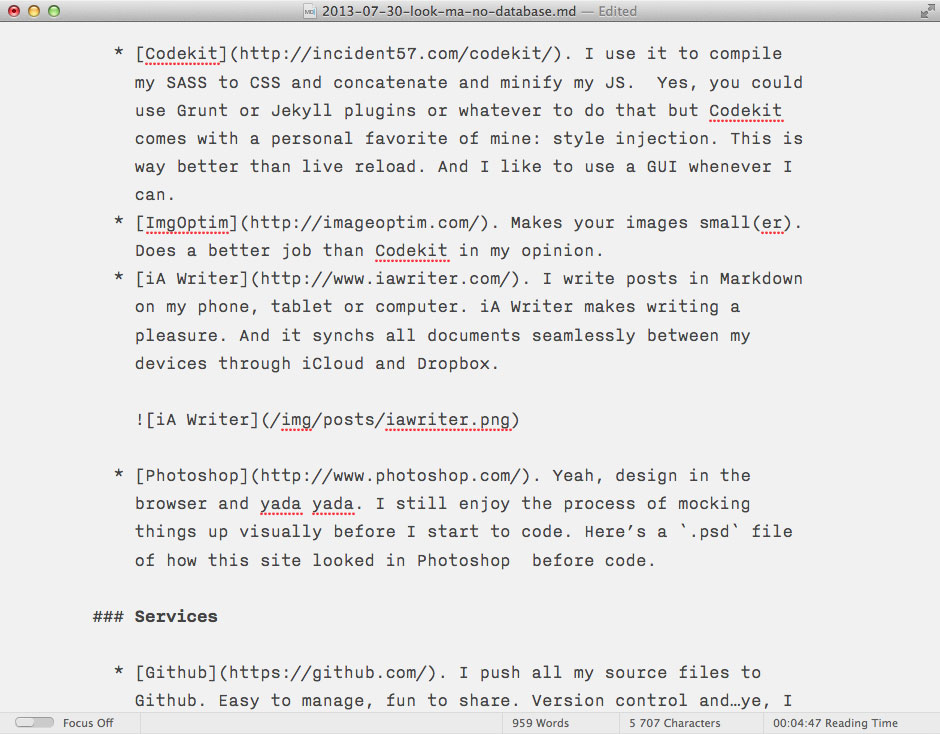 2013-07-30-look-ma-no-database.md — Edited
* [Codekit](http://incident57.com/codekit/). I use it to compile
my SASS to CSS and concatenate and minify my JS.  Yes, you could
use Grunt or Jekyll plugins or whatever to do that but Codekit
comes with a personal favorite of mine: style injection. This is
way better than live reload. And I like to use a GUI whenever I
can.
* [ImgOptim](http://imageoptim.com/). Makes your images small(er).
Does a better job than Codekit in my opinion.
* [iA Writer](http://www.iawriter.com/). I write posts in Markdown
on my phone, tablet or computer. iA Writer makes writing a
pleasure. And it synchs all documents seamlessly between my
devices through iCloud and Dropbox.
![iA Writer](/img/posts/iawriter.png)
* [Photoshop](http://www.photoshop.com/). Yeah, design in the
browser and yada yada. I still enjoy the process of mocking
things up visually before I start to code. Here’s a `.psd` file
of how this site looked in Photoshop  before code.
### Services
* [Github](https://github.com/). I push all my source files to
Github. Easy to manage, fun to share. Version control and…ye, I
Focus Off 959 Words 5 707 Characters 00:04:47 Reading Time